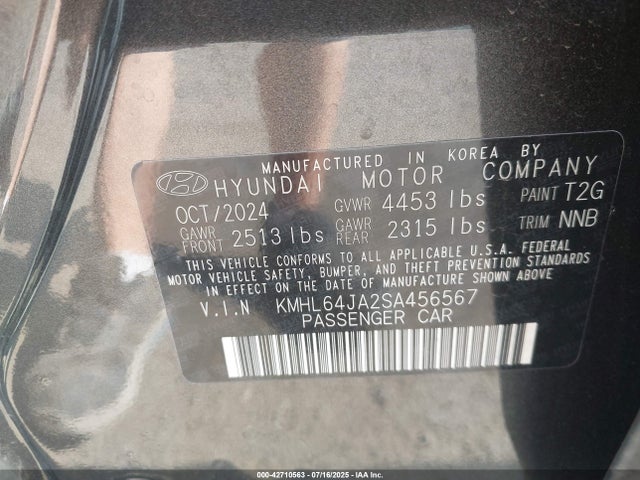 MANUFACTURED IN KOREA BY
HYUNDAI MOTOR COMPANY
OCT/2024 GVWR 4453 lbs PAINT T2G
GAWR FRONT 2513 lbs GAWR REAR 2315 lbs TRIM NNB
THIS VEHICLE CONFORMS TO ALL APPLICABLE U.S.A. FEDERAL
MOTOR VEHICLE SAFETY, BUMPER, AND THEFT PREVENTION STANDARDS
IN EFFECT ON THE DATE OF MANUFACTURE SHOWN ABOVE.
V.I.N KMHL64JA2SA456567
PASSENGER CAR
000-42710563 - 07/16/2025 - IAA Inc.